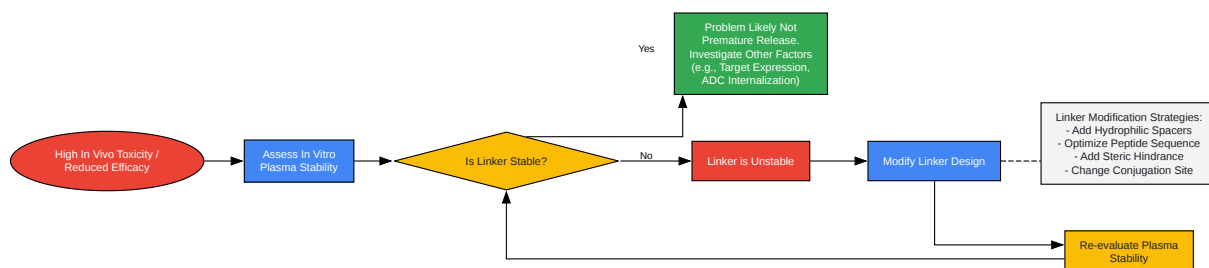 Problem Likely Not
Premature Release.
Investigate Other Factors
(e.g., Target Expression,
ADC Internalization)
Yes
High In Vivo Toxicity /
Reduced Efficacy
Assess In Vitro
Plasma Stability
Is Linker Stable?
No
Linker is Unstable
Modify Linker Design
Linker Modification Strategies:
- Add Hydrophilic Spacers
- Optimize Peptide Sequence
- Add Steric Hindrance
- Change Conjugation Site
Re-evaluate Plasma
Stability